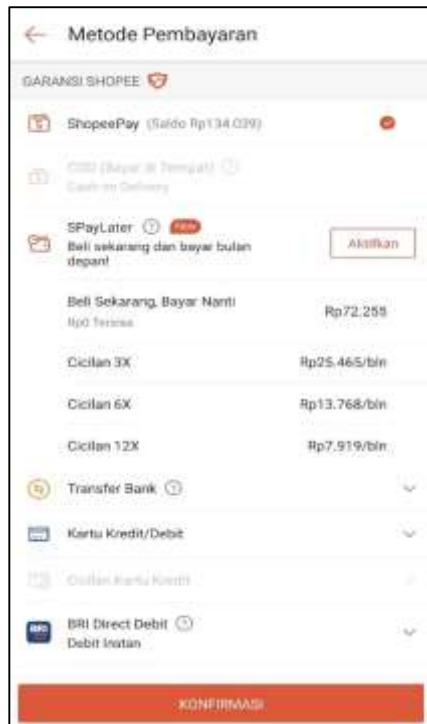 Metode Pembayaran
GARANSI SHOPEE
ShopeePay (Saldo Rp134.039)
COD (Bayar di Tempat) ?
Cash on Delivery
SPayLater ? NEW
Beli sekarang dan bayar bulan
depan!
Aktifkan
Beli Sekarang, Bayar Nanti
Rp0 Tersisa
Rp72.255
Cicilan 3X Rp25.465/bln
Cicilan 6X Rp13.768/bln
Cicilan 12X Rp7.919/bln
Transfer Bank ?
Kartu Kredit/Debit
Cicilan Kartu Kredit
BRI Direct Debit ?
Debit Instan
KONFIRMASI